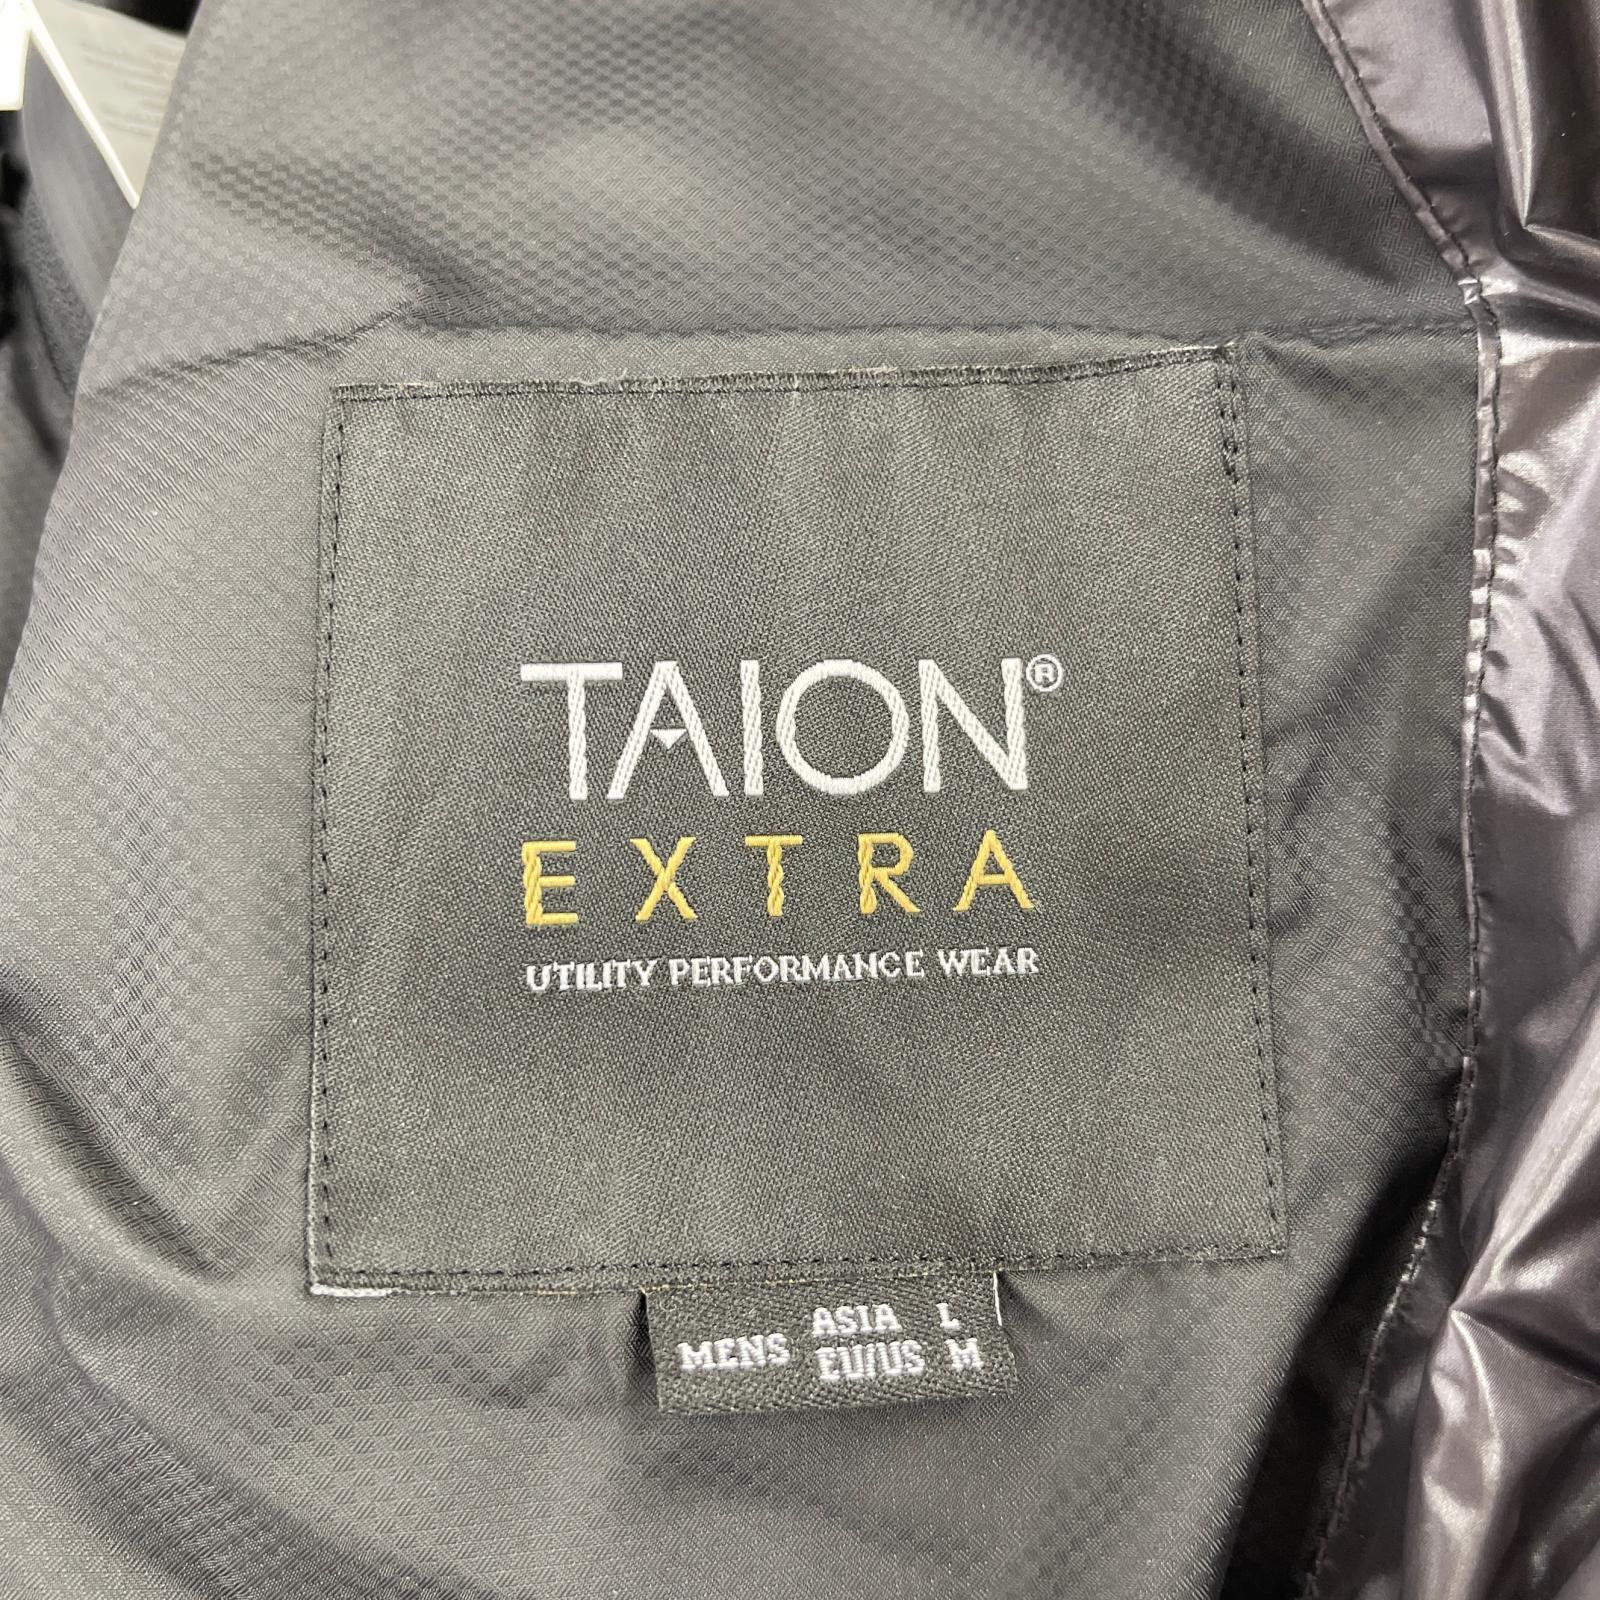 TAION®
EXTRA
UTILITY PERFORMANCE WEAR
MENS ASIA L
EU/US M